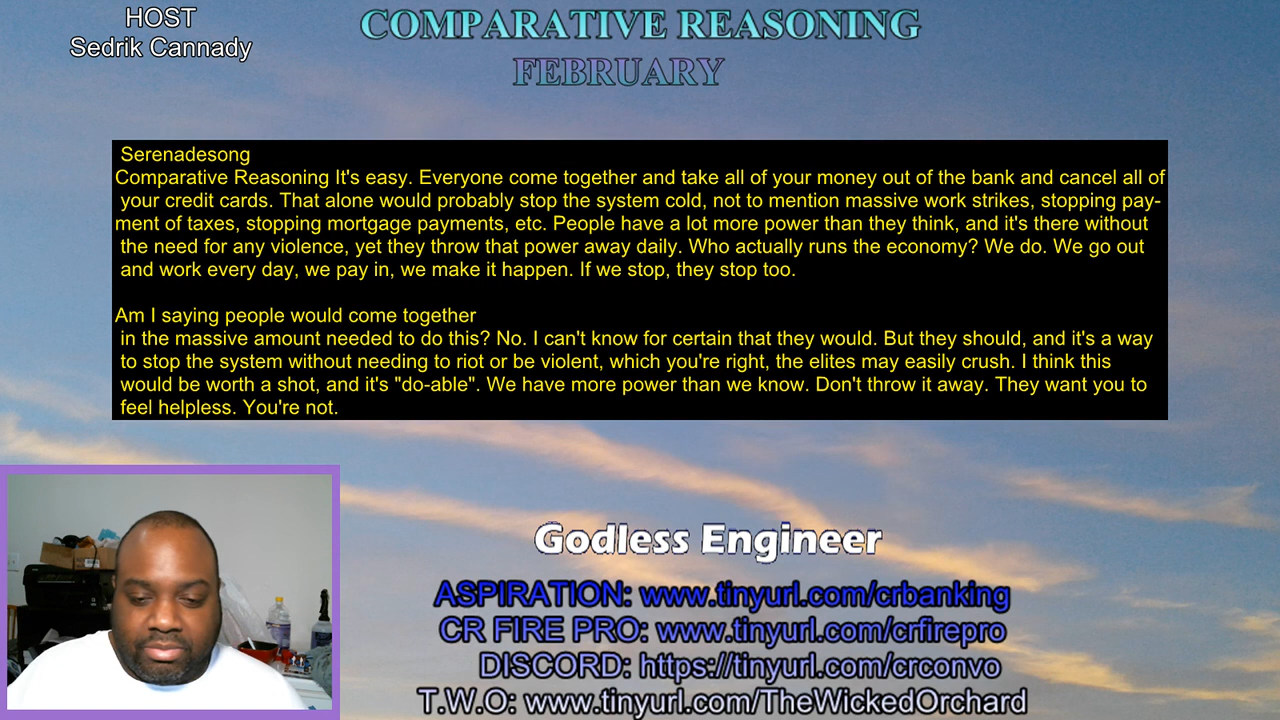 HOST
Sedrik Cannady
COMPARATIVE REASONING
FEBRUARY
Serenadesong
Comparative Reasoning It's easy. Everyone come together and take all of your money out of the bank and cancel all of
your credit cards. That alone would probably stop the system cold, not to mention massive work strikes, stopping pay-
ment of taxes, stopping mortgage payments, etc. People have a lot more power than they think, and it's there without
the need for any violence, yet they throw that power away daily. Who actually runs the economy? We do. We go out
and work every day, we pay in, we make it happen. If we stop, they stop too.
Am I saying people would come together
in the massive amount needed to do this? No. I can't know for certain that they would. But they should, and it's a way
to stop the system without needing to riot or be violent, which you're right, the elites may easily crush. I think this
would be worth a shot, and it's "do-able". We have more power than we know. Don't throw it away. They want you to
feel helpless. You're not.
Godless Engineer
ASPIRATION: www.tinyurl.com/crbanking
CR FIRE PRO: www.tinyurl.com/crfirepro
DISCORD: https://tinyurl.com/crconvo
T.W.O: www.tinyurl.com/TheWickedOrchard